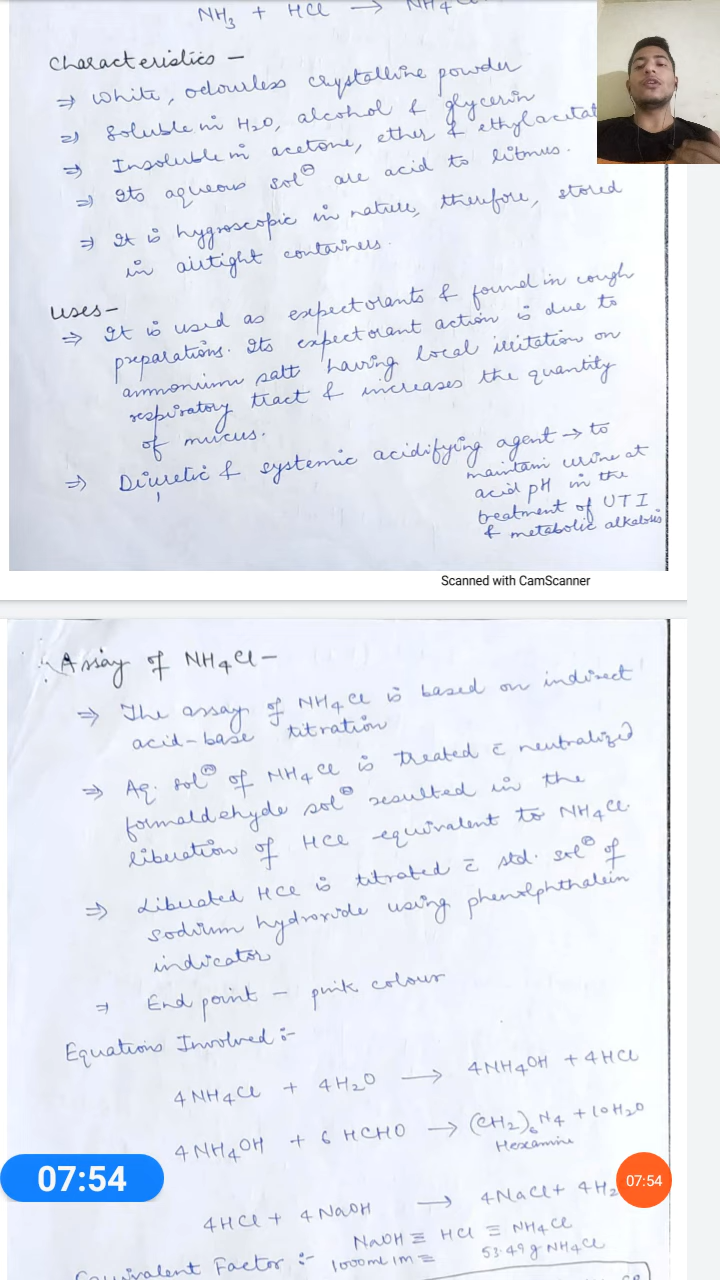 NH3 + HCl → NH4
Characteristics –
⇒ White, odourless crystalline powder
⇒ Soluble in H2O, alcohol & glycerin
⇒ Insoluble in acetone, ether & ethylacetat
⇒ Its aqueous solⁿ are acid to litmus.
⇒ It is hygroscopic in nature, therefore, stored
in airtight containers.
Uses –
⇒ It is used as expectorants & found in cough
preparations. Its expectorant action is due to
ammonium salt having local irritation on
respiratory tract & increases the quantity
of mucus.
⇒ Diuretic & systemic acidifying agent → to
maintain urine at
acid pH in the
treatment of UTI
& metabolic alkalosis
Scanned with CamScanner
Assay of NH4Cl –
⇒ The assay of NH4Cl is based on indirect
acid-base titration
⇒ Aq. solⁿ of NH4Cl is treated c̄ neutralized
formaldehyde solⁿ resulted in the
liberation of HCl equivalent to NH4Cl.
⇒ Liberated HCl is titrated c̄ std. solⁿ of
sodium hydroxide using phenolphthalein
indicator
⇒ End point – pink colour
Equations Involved :-
4NH4Cl + 4H2O → 4NH4OH + 4HCl
4NH4OH + 6HCHO → (CH2)6N4 + 10H2O
Hexamine
07:54
07:54
4HCl + 4NaOH → 4NaCl + 4H2
NaOH ≡ HCl ≡ NH4Cl
Equivalent Factor :- 1000ml 1M = 53.49g NH4Cl